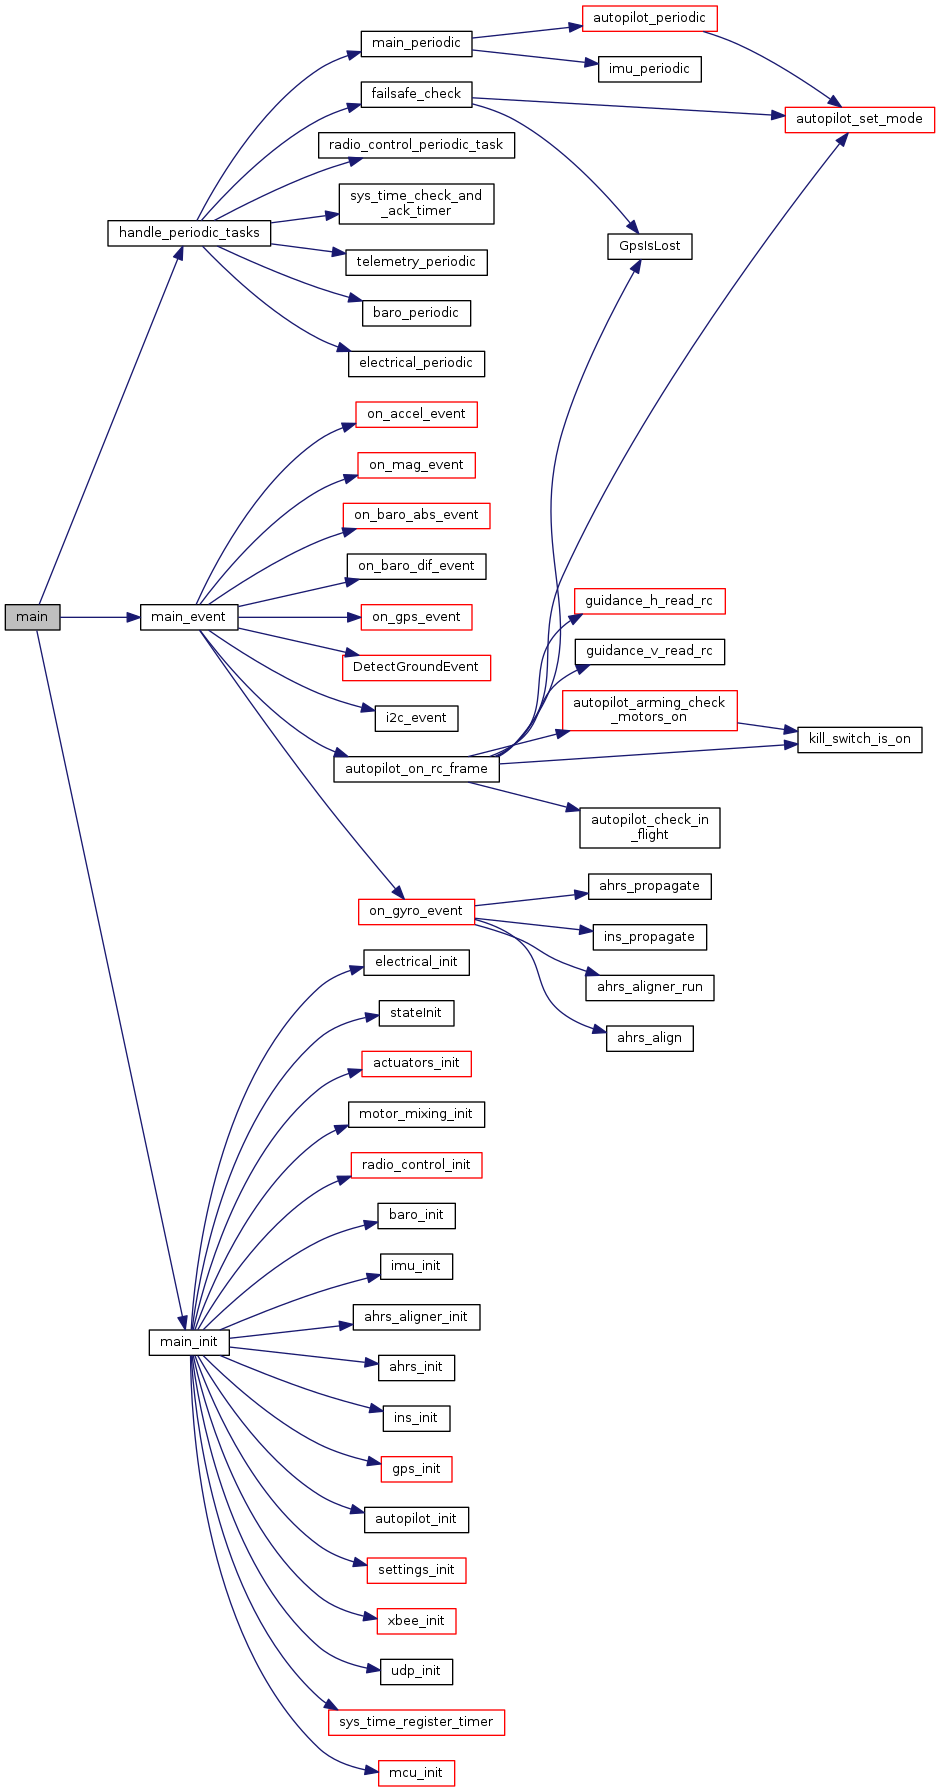 autopilot_periodic
main_periodic
imu_periodic
failsafe_check
autopilot_set_mode
radio_control_periodic_task
sys_time_check_and
_ack_timer
handle_periodic_tasks
GpsIsLost
telemetry_periodic
baro_periodic
electrical_periodic
on_accel_event
on_mag_event
on_baro_abs_event
on_baro_dif_event
guidance_h_read_rc
main
main_event
on_gps_event
guidance_v_read_rc
DetectGroundEvent
autopilot_arming_check
_motors_on
i2c_event
kill_switch_is_on
autopilot_on_rc_frame
autopilot_check_in
_flight
ahrs_propagate
on_gyro_event
ins_propagate
electrical_init
ahrs_aligner_run
stateInit
ahrs_align
actuators_init
motor_mixing_init
radio_control_init
baro_init
imu_init
ahrs_aligner_init
main_init
ahrs_init
ins_init
gps_init
autopilot_init
settings_init
xbee_init
udp_init
sys_time_register_timer
mcu_init